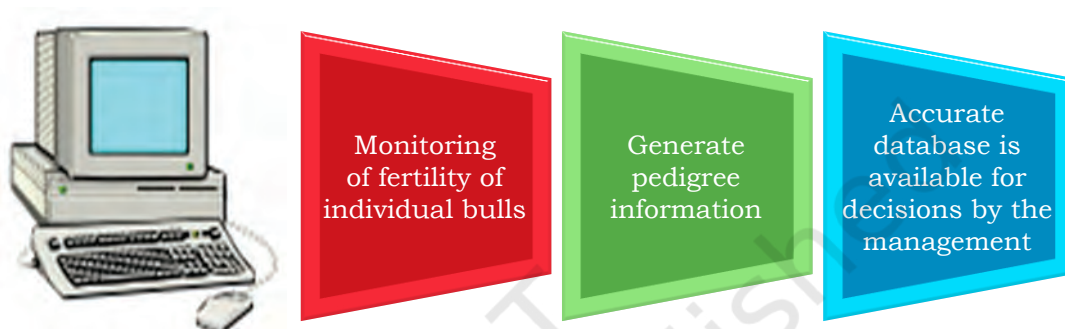 Monitoring
of fertility of
individual bulls
Generate
pedigree
information
Accurate
database is
available for
decisions by the
management